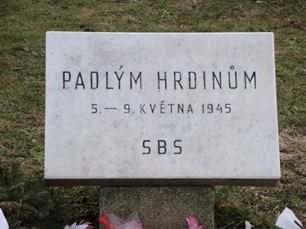 PADLÝM HRDINŮM
5. — 9. KVĚTNA 1945
SBS